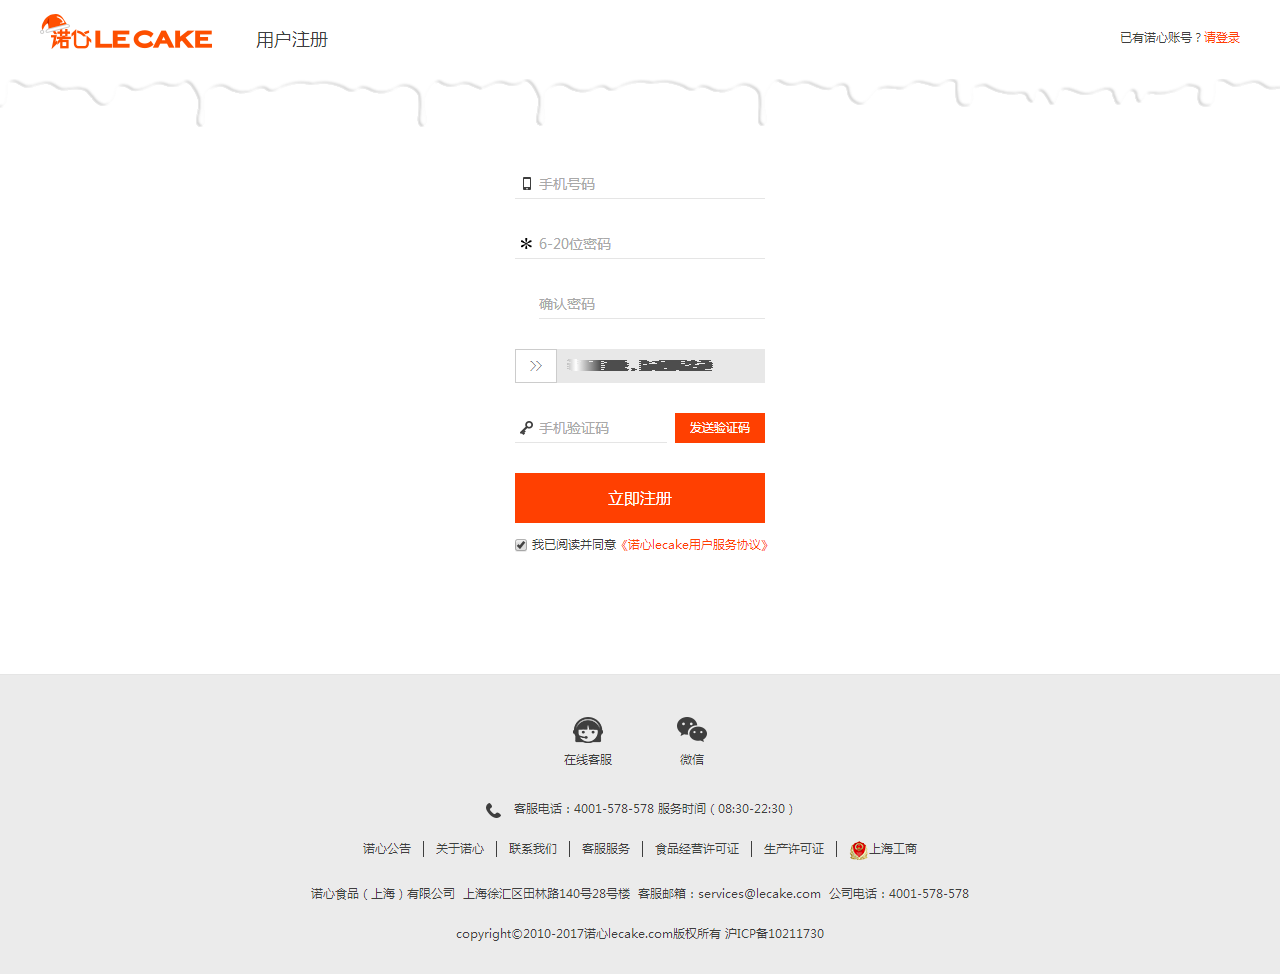 诺心LE CAKE
用户注册
已有诺心账号？请登录
手机号码
6-20位密码
确认密码
手机验证码
发送验证码
立即注册
我已阅读并同意《诺心lecake用户服务协议》
在线客服
微信
客服电话：4001-578-578 服务时间（08:30-22:30）
诺心公告 关于诺心 联系我们 客服服务 食品经营许可证 生产许可证 上海工商
诺心食品（上海）有限公司 上海徐汇区田林路140号28号楼 客服邮箱：services@lecake.com 公司电话：4001-578-578
copyright©2010-2017诺心lecake.com版权所有 沪ICP备10211730